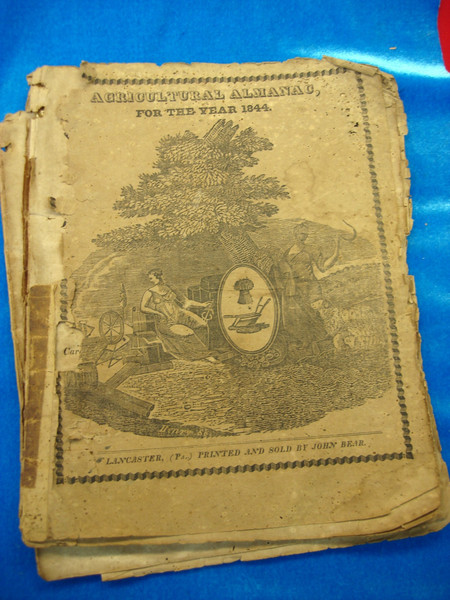 AGRICULTURAL ALMANAC,
FOR THE YEAR 1844.
LANCASTER, (Pa.) PRINTED AND SOLD BY JOHN BEAR.